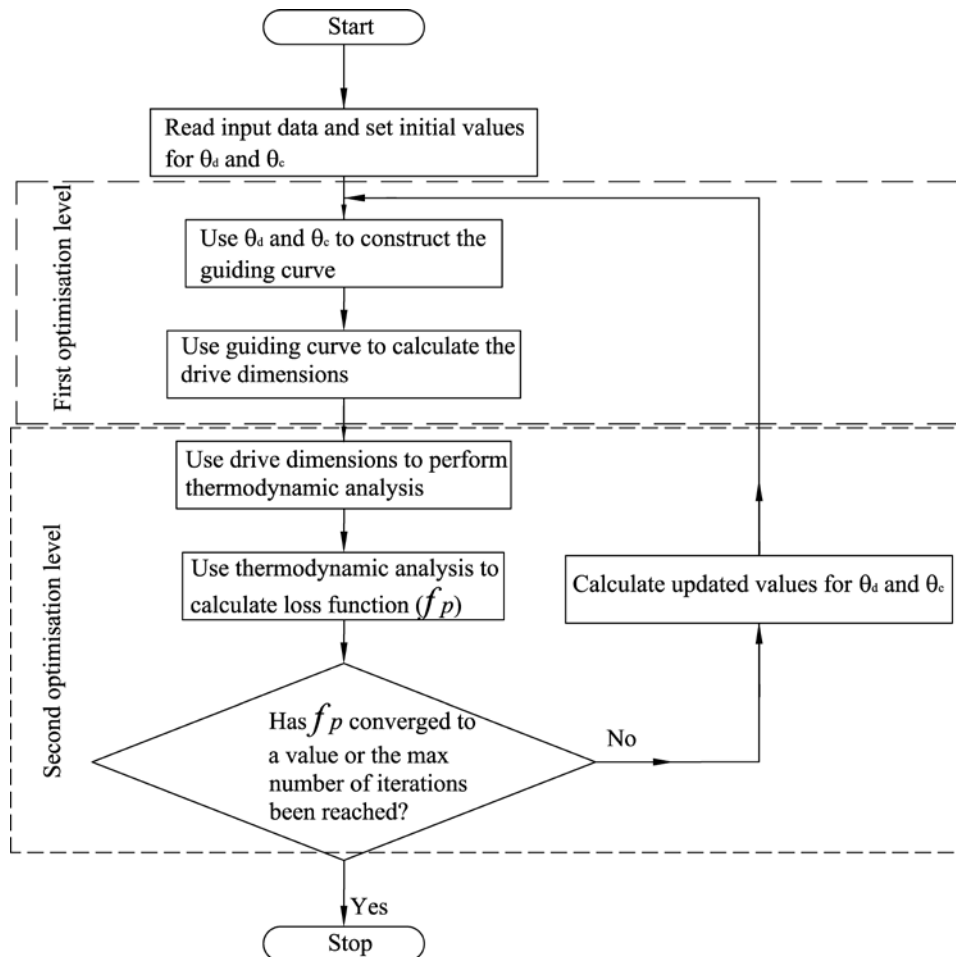 Start
Read input data and set initial values
for θd and θc
First optimisation level
Use θd and θc to construct the
guiding curve
Use guiding curve to calculate the
drive dimensions
Second optimisation level
Use drive dimensions to perform
thermodynamic analysis
Use thermodynamic analysis to
calculate loss function (fp)
Calculate updated values for θd and θc
Has fp converged to
a value or the max
number of iterations
been reached?
No
Yes
Stop